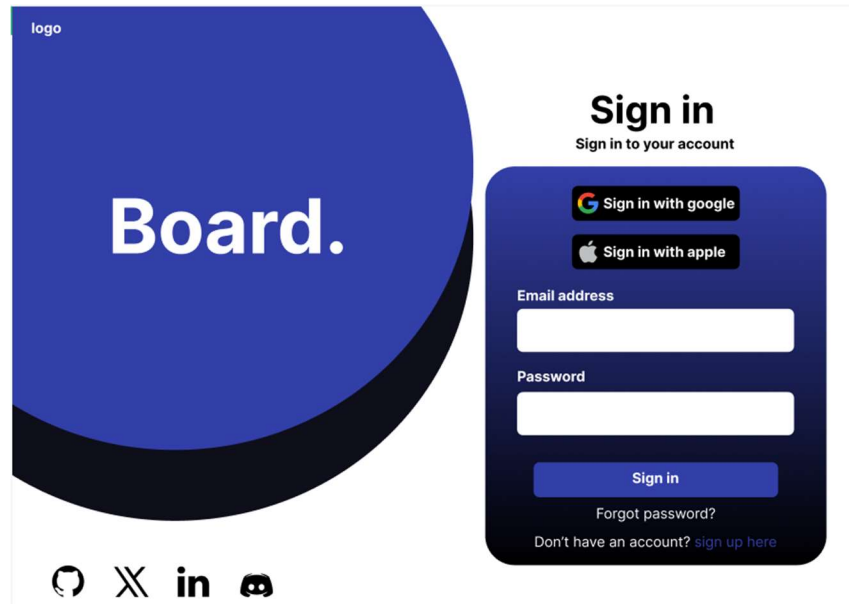 logo
Board.
Sign in
Sign in to your account
Sign in with google
Sign in with apple
Email address
Password
Sign in
Forgot password?
Don't have an account? sign up here
in